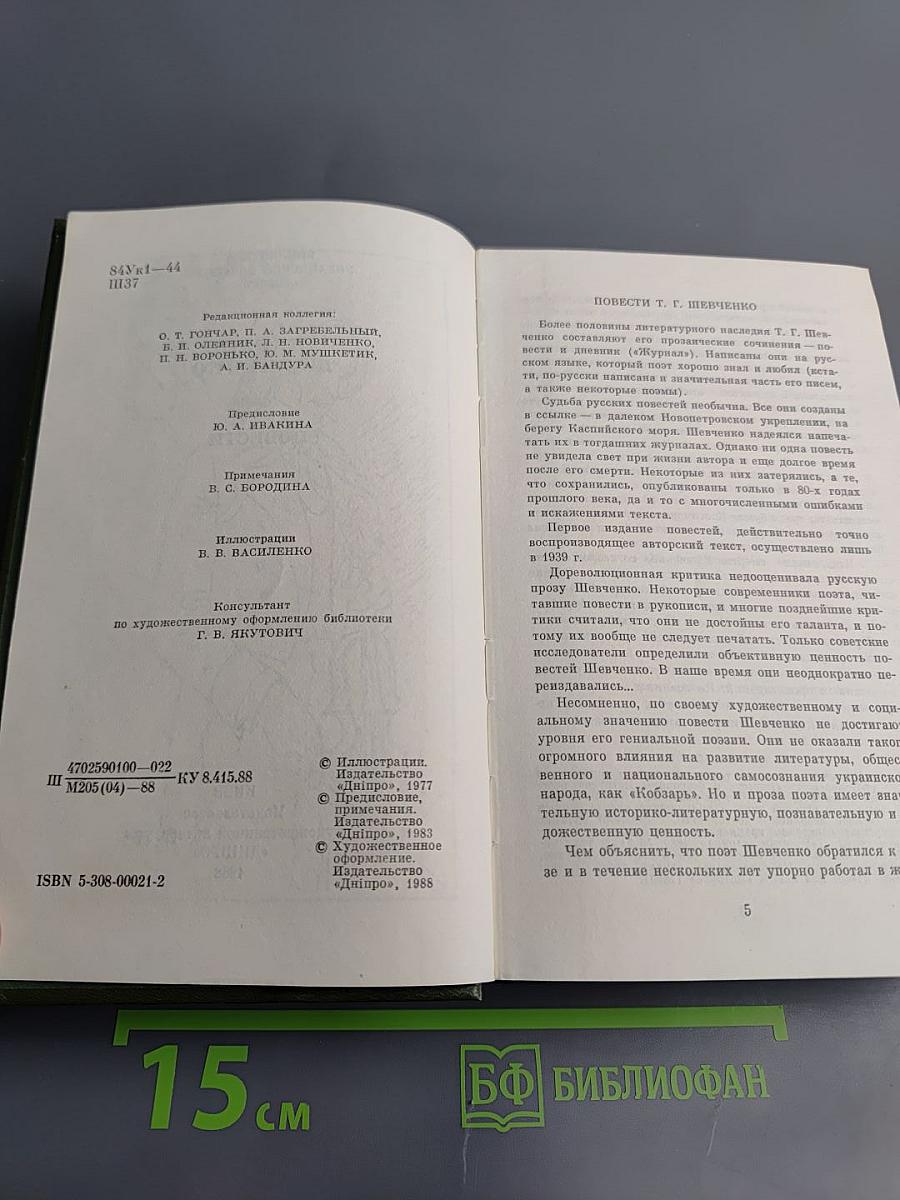 84Ук1—44
Ш37
Редакционная коллегия:
О. Т. ГОНЧАР, П. А. ЗАГРЕБЕЛЬНЫЙ,
Б. И. ОЛЕЙНИК, Л. Н. НОВИЧЕНКО,
П. Н. ВОРОНЬКО, Ю. М. МУШКЕТИК,
А. И. БАНДУРА
Предисловие
Ю. А. ИВАКИНА
Примечания
В. С. БОРОДИНА
Иллюстрации
В. В. ВАСИЛЕНКО
Консультант
по художественному оформлению библиотеки
Г. В. ЯКУТОВИЧ
Ш 4702590100—022 КУ 8.415.88
М205(04)—88
© Иллюстрации.
Издательство
«Дніпро», 1977
© Предисловие,
примечания.
Издательство
«Дніпро», 1983
© Художественное
оформление.
Издательство
«Дніпро», 1988
ISBN 5-308-00021-2
ПОВЕСТИ Т. Г. ШЕВЧЕНКО
Более половины литературного наследия Т. Г. Шев-
ченко составляют его прозаические сочинения — по-
вести и дневник («Журнал»). Написаны они на рус-
ском языке, который поэт хорошо знал и любил (кста-
ти, по-русски написана и значительная часть его писем,
а также некоторые поэмы).
Судьба русских повестей необычна. Все они созданы
в ссылке — в далеком Новопетровском укреплении, на
берегу Каспийского моря. Шевченко надеялся напеча-
тать их в тогдашних журналах. Однако ни одна повесть
не увидела свет при жизни автора и еще долгое время
после его смерти. Некоторые из них затерялись, а те,
что сохранились, опубликованы только в 80-х годах
прошлого века, да и то с многочисленными ошибками
и искажениями текста.
Первое издание повестей, действительно точно
воспроизводящее авторский текст, осуществлено лишь
в 1939 г.
Дореволюционная критика недооценивала русскую
прозу Шевченко. Некоторые современники поэта, чи-
тавшие повести в рукописи, и многие позднейшие кри-
тики считали, что они не достойны его таланта, и по-
тому их вообще не следует печатать. Только советские
исследователи определили объективную ценность по-
вестей Шевченко. В наше время они неоднократно пе-
реиздавались...
Несомненно, по своему художественному и соци-
альному значению повести Шевченко не достигаю
уровня его гениальной поэзии. Они не оказали таког
огромного влияния на развитие литературы, общес
венного и национального самосознания украинско
народа, как «Кобзарь». Но и проза поэта имеет знач
тельную историко-литературную, познавательную и
дожественную ценность.
Чем объяснить, что поэт Шевченко обратился к
зе и в течение нескольких лет упорно работал в ж
5
15 см
БФ БИБЛИОФАН